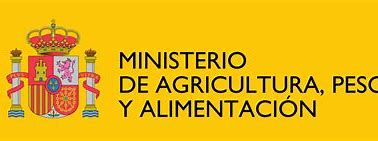 MINISTERIO
DE AGRICULTURA, PESC
Y ALIMENTACIÓN